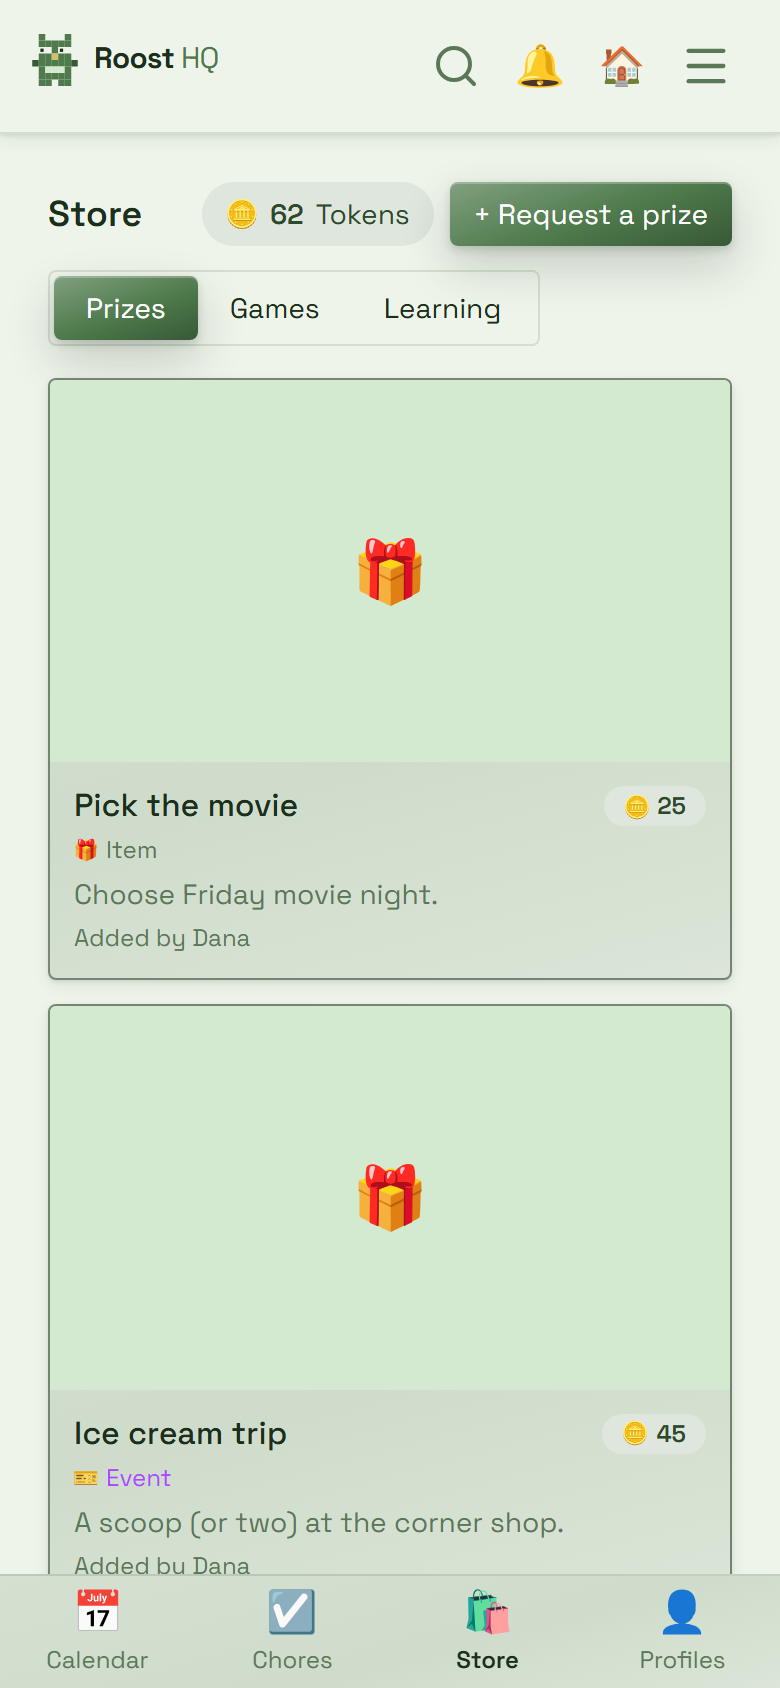 Roost HQ
Store
62 Tokens
+ Request a prize
Prizes
Games
Learning
Pick the movie
25
Item
Choose Friday movie night.
Added by Dana
Ice cream trip
45
Event
A scoop (or two) at the corner shop.
Added by Dana
July
17
Calendar
Chores
Store
Profiles